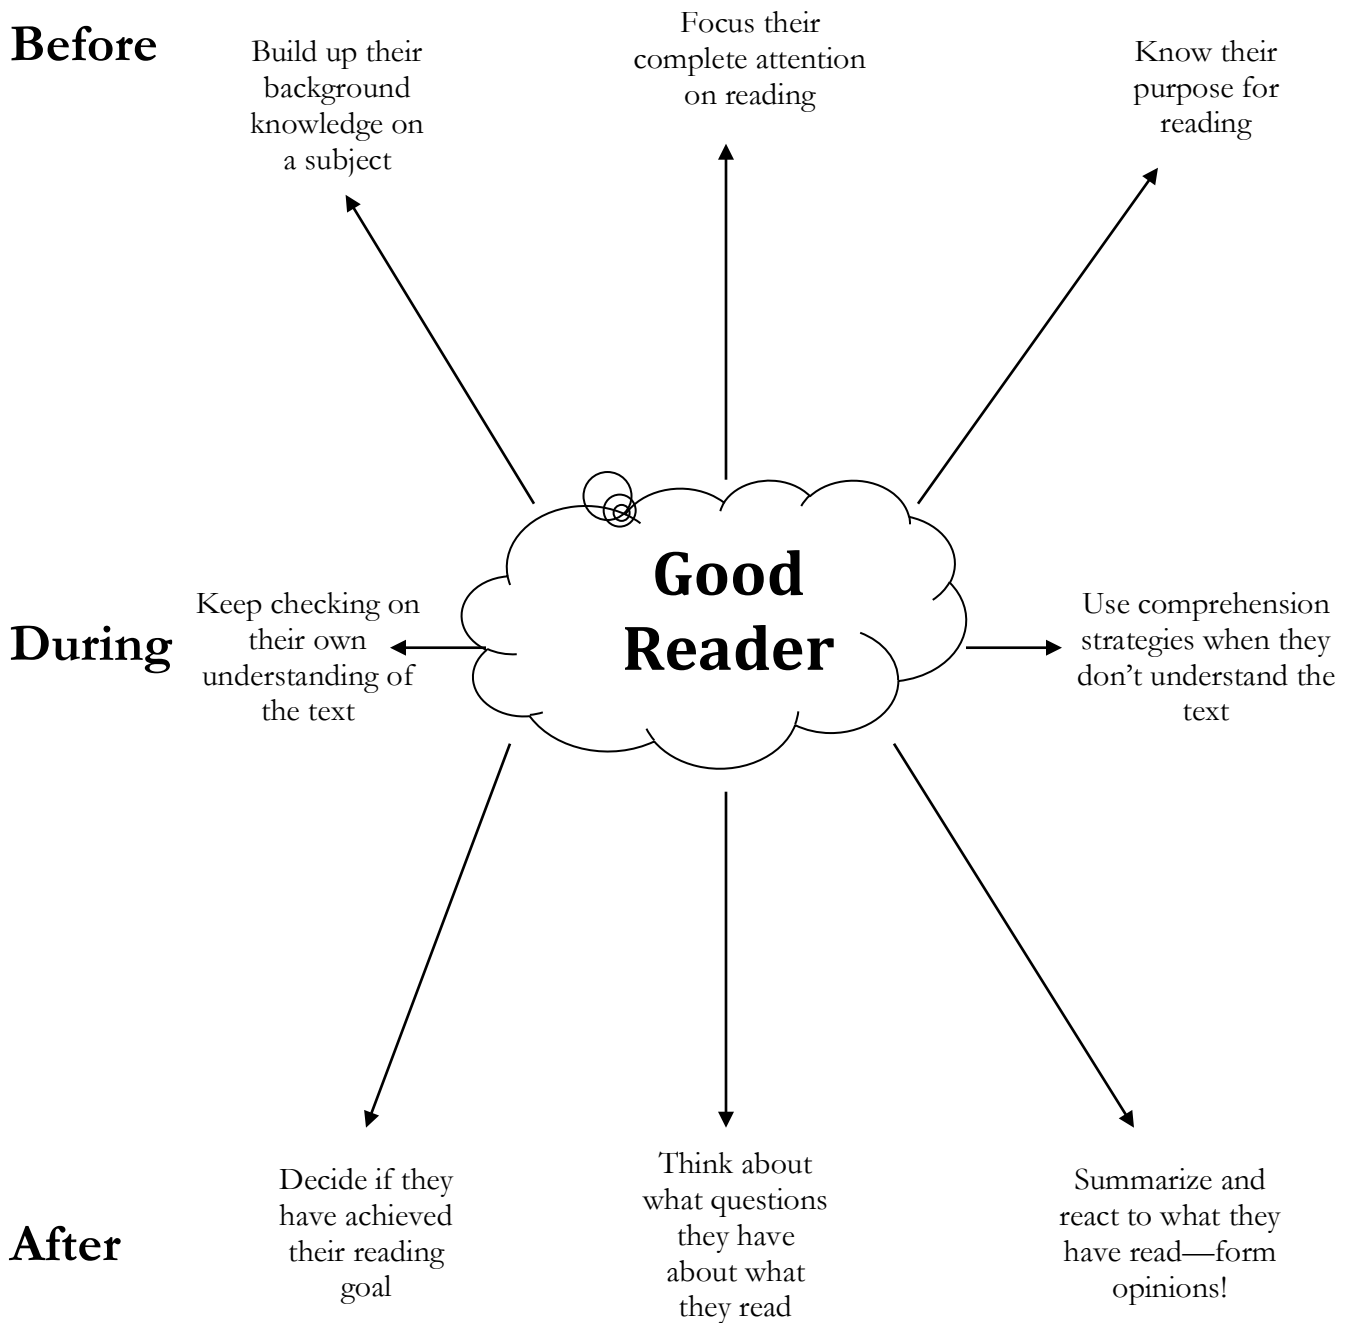 Before
Build up their
background
knowledge on
a subject
Focus their
complete attention
on reading
Know their
purpose for
reading
Good
Reader
During
Keep checking on
their own
understanding of
the text
Use comprehension
strategies when they
don’t understand the
text
After
Decide if they
have achieved
their reading
goal
Think about
what questions
they have
about what
they read
Summarize and
react to what they
have read—form
opinions!